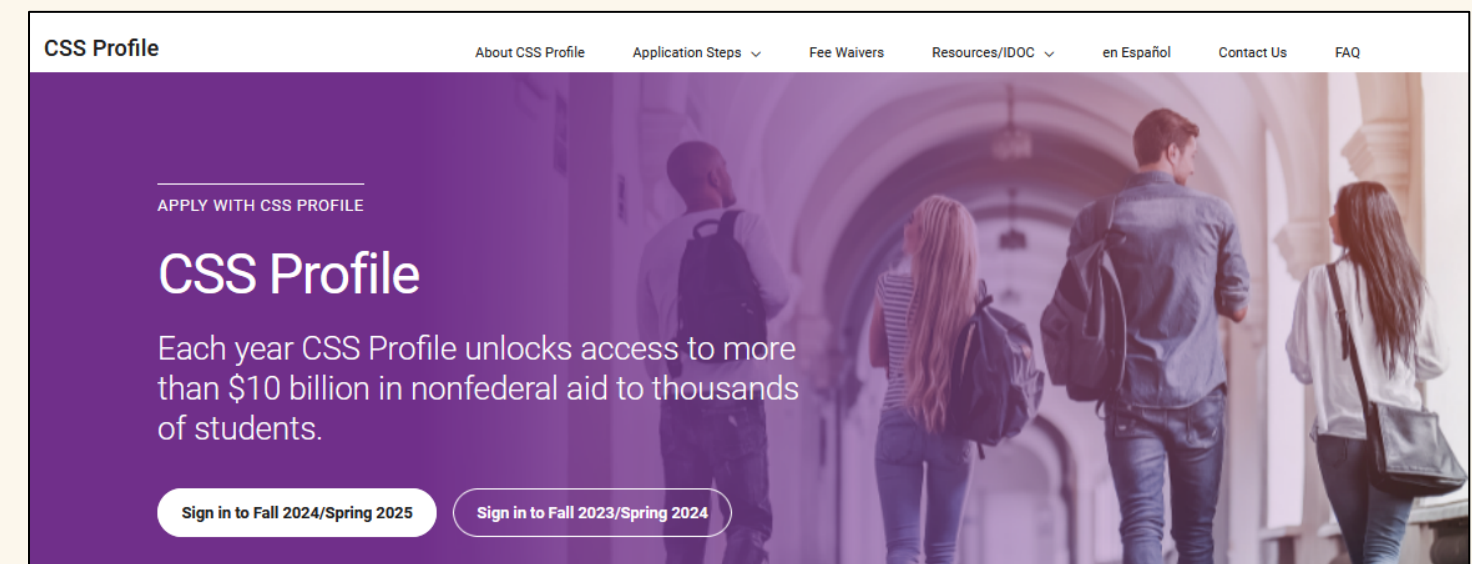 CSS Profile
About CSS Profile Application Steps Fee Waivers Resources/IDOC en Español Contact Us FAQ
APPLY WITH CSS PROFILE
CSS Profile
Each year CSS Profile unlocks access to more
than $10 billion in nonfederal aid to thousands
of students.
Sign in to Fall 2024/Spring 2025 Sign in to Fall 2023/Spring 2024